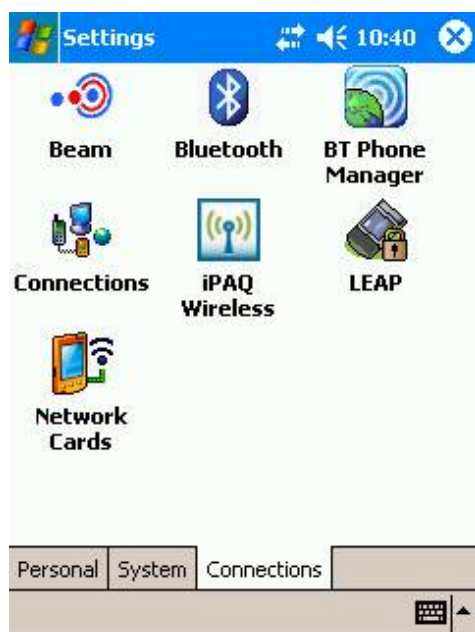 Settings 10:40
Beam
Bluetooth
BT Phone
Manager
Connections
iPAQ
Wireless
LEAP
Network
Cards
Personal System Connections